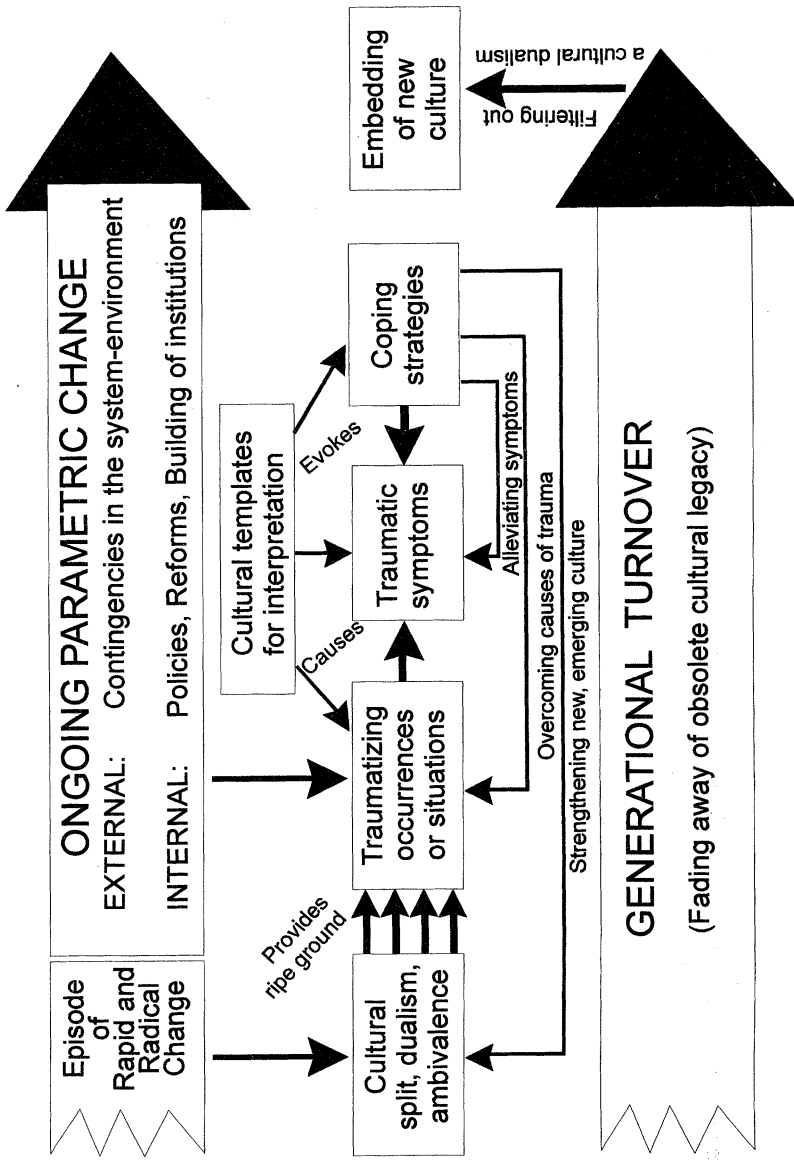 Episode
of
Rapid and
Radical
Change
ONGOING PARAMETRIC CHANGE
EXTERNAL: Contingencies in the system-environment
INTERNAL: Policies, Reforms, Building of institutions
Cultural templates
for interpretation
Causes
Evokes
Provides
ripe ground
Cultural
split, dualism,
ambivalence
Traumatizing
occurrences
or situations
Traumatic
symptoms
Coping
strategies
Embedding
of new
culture
Alleviating symptoms
Overcoming causes of trauma
Strengthening new, emerging culture
Filtering out
a cultural dualism
GENERATIONAL TURNOVER
(Fading away of obsolete cultural legacy)